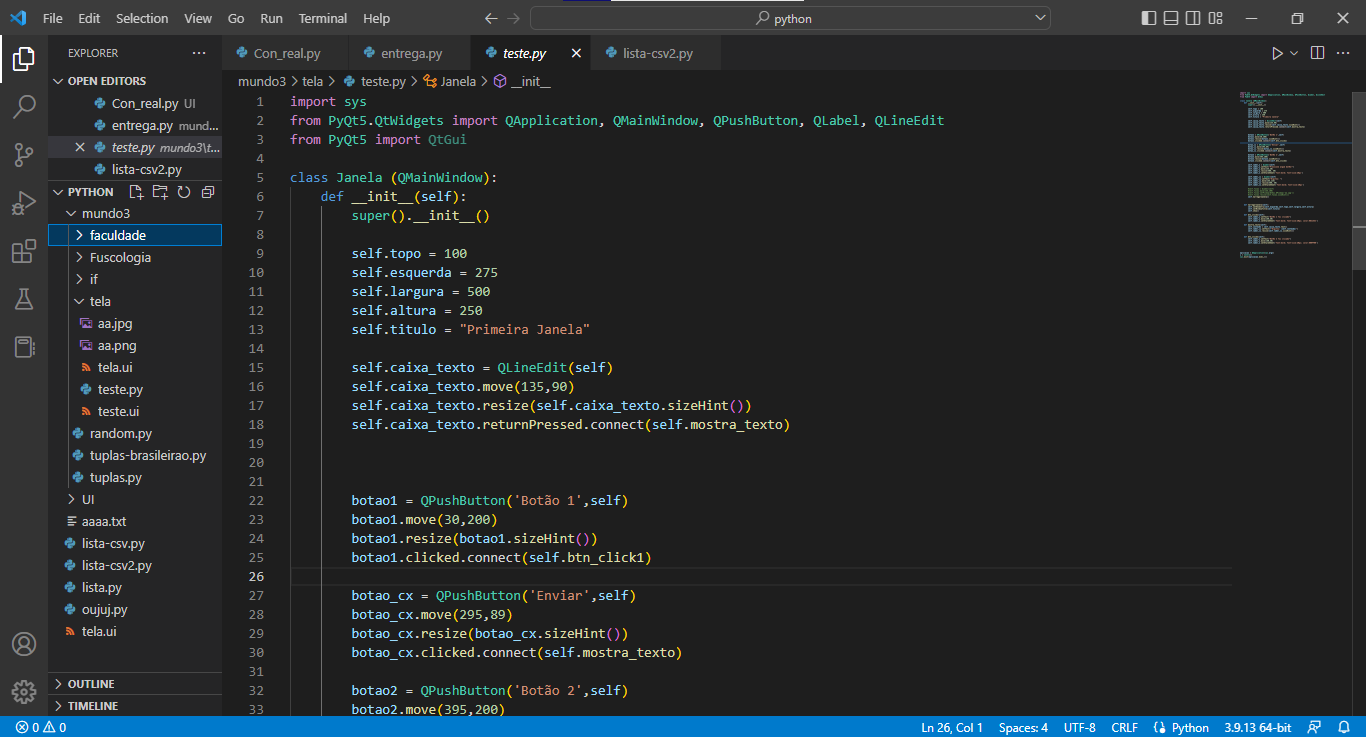 File Edit Selection View Go Run Terminal Help
python
EXPLORER
OPEN EDITORS
Con_real.py UI
entrega.py mund...
teste.py mundo3\t...
lista-csv2.py
PYTHON
mundo3
faculdade
Fuscologia
if
tela
aa.jpg
aa.png
tela.ui
teste.py
teste.ui
random.py
tuplas-brasileirao.py
tuplas.py
UI
aaaa.txt
lista-csv.py
lista-csv2.py
lista.py
oujuj.py
tela.ui
OUTLINE
TIMELINE
Con_real.py entrega.py teste.py lista-csv2.py
mundo3 > tela > teste.py > Janela > __init__
1 import sys
2 from PyQt5.QtWidgets import QApplication, QMainWindow, QPushButton, QLabel, QLineEdit
3 from PyQt5 import QtGui
4
5 class Janela (QMainWindow):
6 def __init__(self):
7 super().__init__()
8
9 self.topo = 100
10 self.esquerda = 275
11 self.largura = 500
12 self.altura = 250
13 self.titulo = "Primeira Janela"
14
15 self.caixa_texto = QLineEdit(self)
16 self.caixa_texto.move(135,90)
17 self.caixa_texto.resize(self.caixa_texto.sizeHint())
18 self.caixa_texto.returnPressed.connect(self.mostra_texto)
19
20
21
22 botao1 = QPushButton('Botão 1',self)
23 botao1.move(30,200)
24 botao1.resize(botao1.sizeHint())
25 botao1.clicked.connect(self.btn_click1)
26
27 botao_cx = QPushButton('Enviar',self)
28 botao_cx.move(295,89)
29 botao_cx.resize(botao_cx.sizeHint())
30 botao_cx.clicked.connect(self.mostra_texto)
31
32 botao2 = QPushButton('Botão 2',self)
33 botao2.move(395,200)
0 0 Ln 26, Col 1 Spaces: 4 UTF-8 CRLF Python 3.9.13 64-bit